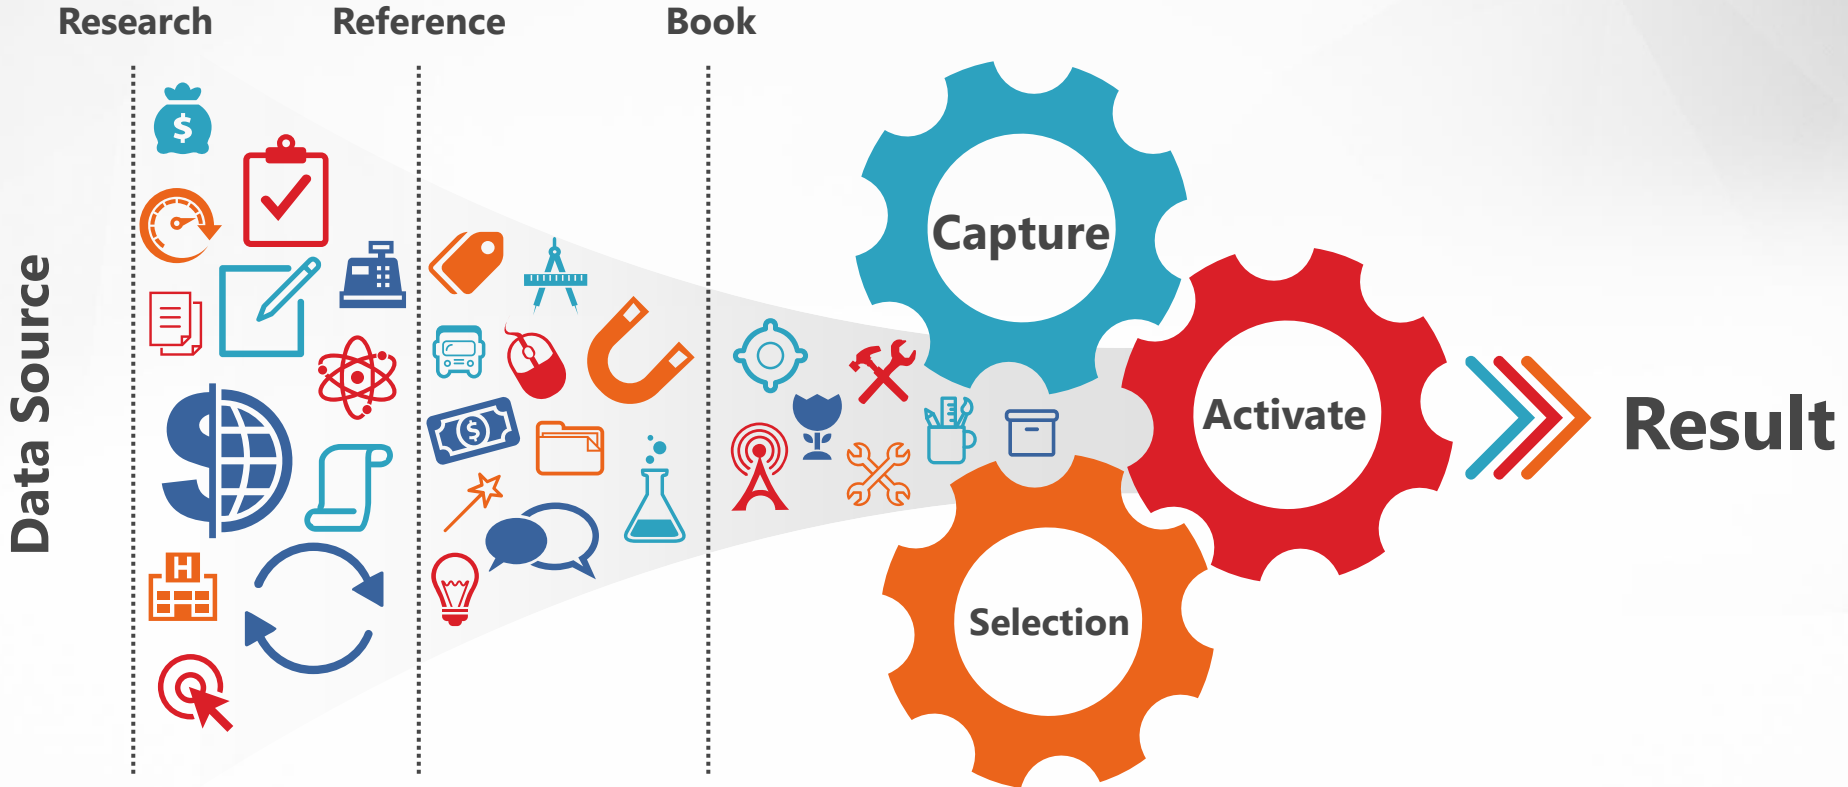 Research
Reference
Book
Data Source
$
H
$
Capture
Activate
Selection
Result